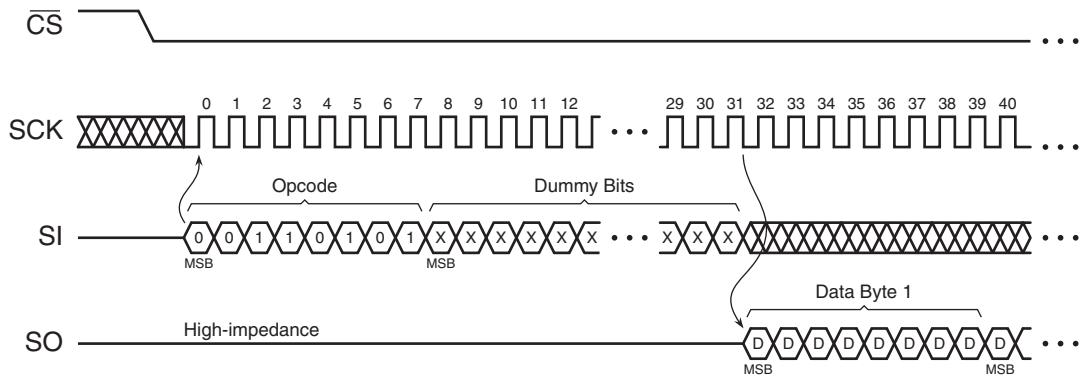 CS
SCK
0 1 2 3 4 5 6 7 8 9 10 11 12 29 30 31 32 33 34 35 36 37 38 39 40
Opcode Dummy Bits
SI
0 0 1 1 0 1 0 1 X X X X X X X X X
MSB MSB
Data Byte 1
SO
High-impedance
D D D D D D D D D
MSB MSB